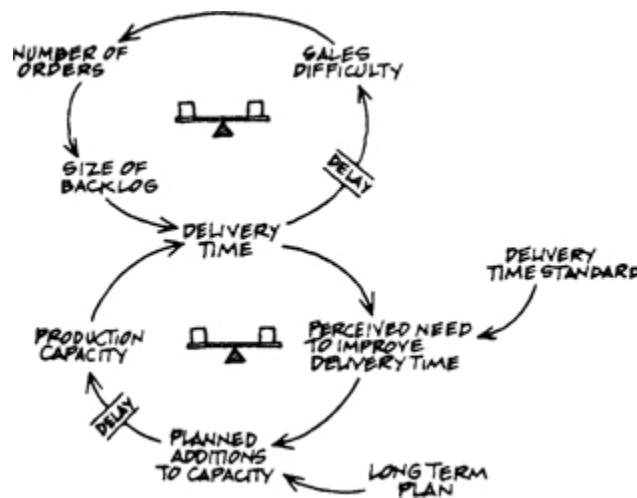 NUMBER OF
ORDERS
SALES
DIFFICULTY
SIZE OF
BACKLOG
DELAY
DELIVERY
TIME
DELIVERY
TIME STANDARD
PRODUCTION
CAPACITY
PERCEIVED NEED
TO IMPROVE
DELIVERY TIME
DELAY
PLANNED
ADDITIONS
TO CAPACITY
LONG TERM
PLAN